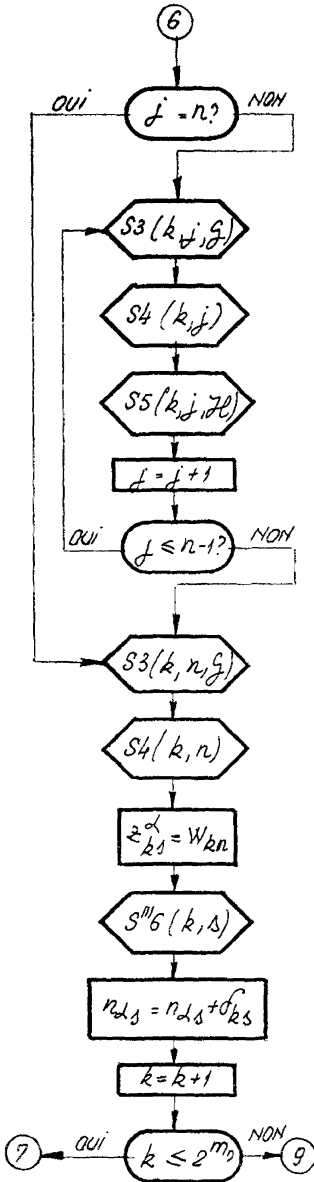 6
OUI j = n? NON
S3(k,j,G)
S4(k,j)
S5(k,j,H)
j = j+1
OUI j ≤ n-1? NON
S3(k,n,G)
S4(k,n)
z^α_ks = W_kn
S'''6(k,s)
n_αs = n_αs + δ_ks
k = k+1
7 OUI k ≤ 2^m? NON 9